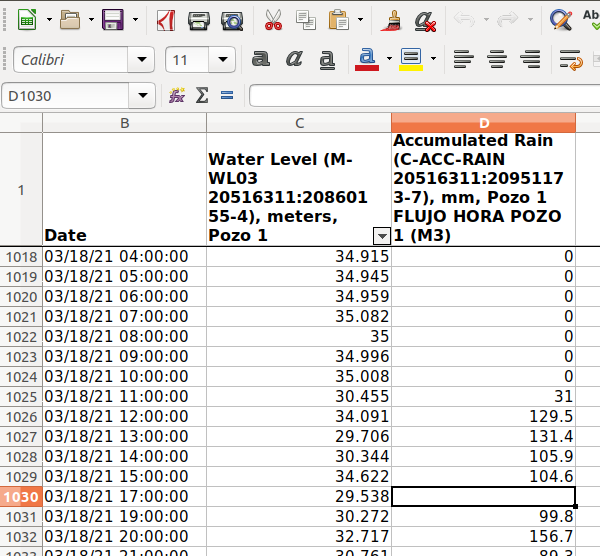 Abc
Calibri 11 a a a a
D1030 fx Σ =
B C D
1 Date Water Level (M-WL03 20516311:20860155-4), meters, Pozo 1 Accumulated Rain (C-ACC-RAIN 20516311:20951173-7), mm, Pozo 1 FLUJO HORA POZO 1 (M3)
1018 03/18/21 04:00:00 34.915 0
1019 03/18/21 05:00:00 34.945 0
1020 03/18/21 06:00:00 34.959 0
1021 03/18/21 07:00:00 35.082 0
1022 03/18/21 08:00:00 35 0
1023 03/18/21 09:00:00 34.996 0
1024 03/18/21 10:00:00 35.008 0
1025 03/18/21 11:00:00 30.455 31
1026 03/18/21 12:00:00 34.091 129.5
1027 03/18/21 13:00:00 29.706 131.4
1028 03/18/21 14:00:00 30.344 105.9
1029 03/18/21 15:00:00 34.622 104.6
1030 03/18/21 17:00:00 29.538
1031 03/18/21 19:00:00 30.272 99.8
1032 03/18/21 20:00:00 32.717 156.7
1033 03/18/21 21:00:00 30.761 89.3